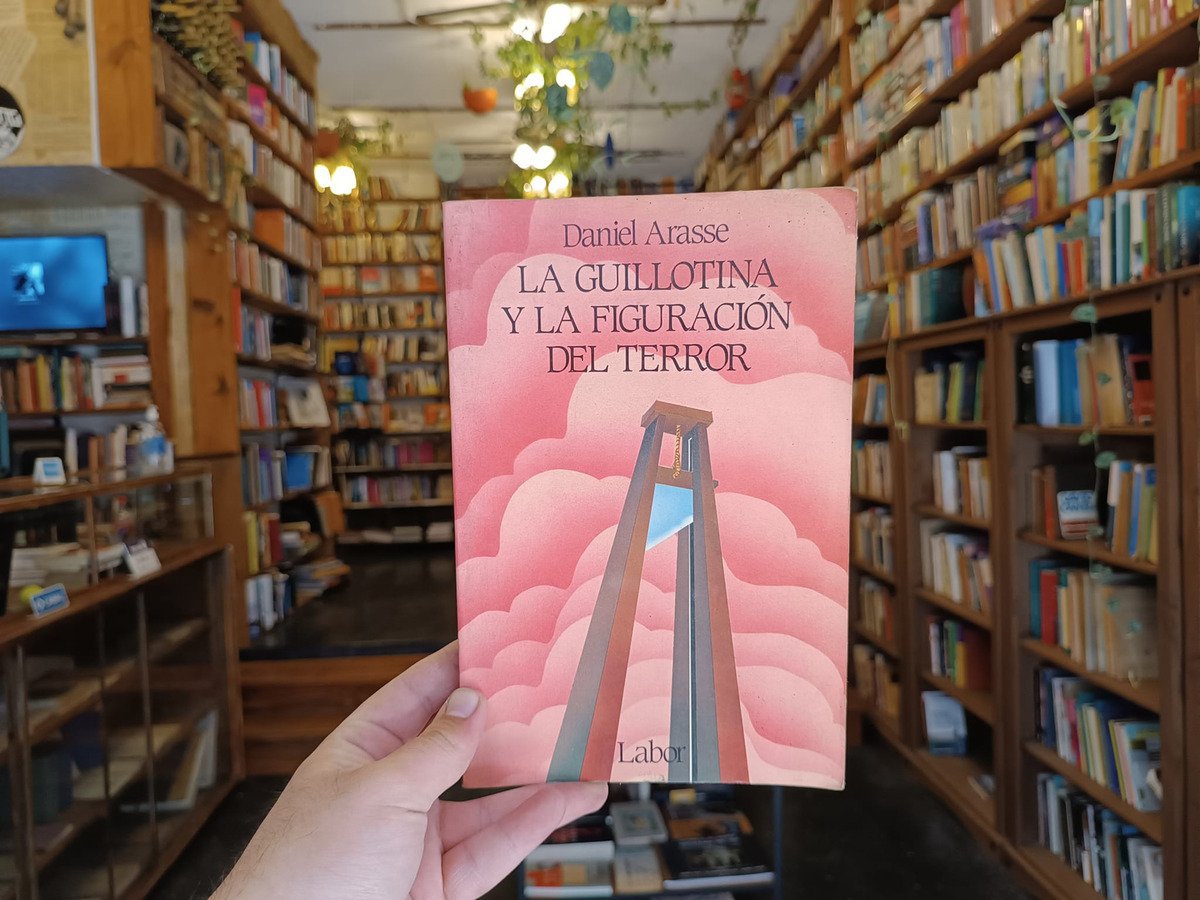 Daniel Arasse
LA GUILLOTINA
Y LA FIGURACIÓN
DEL TERROR
Labor